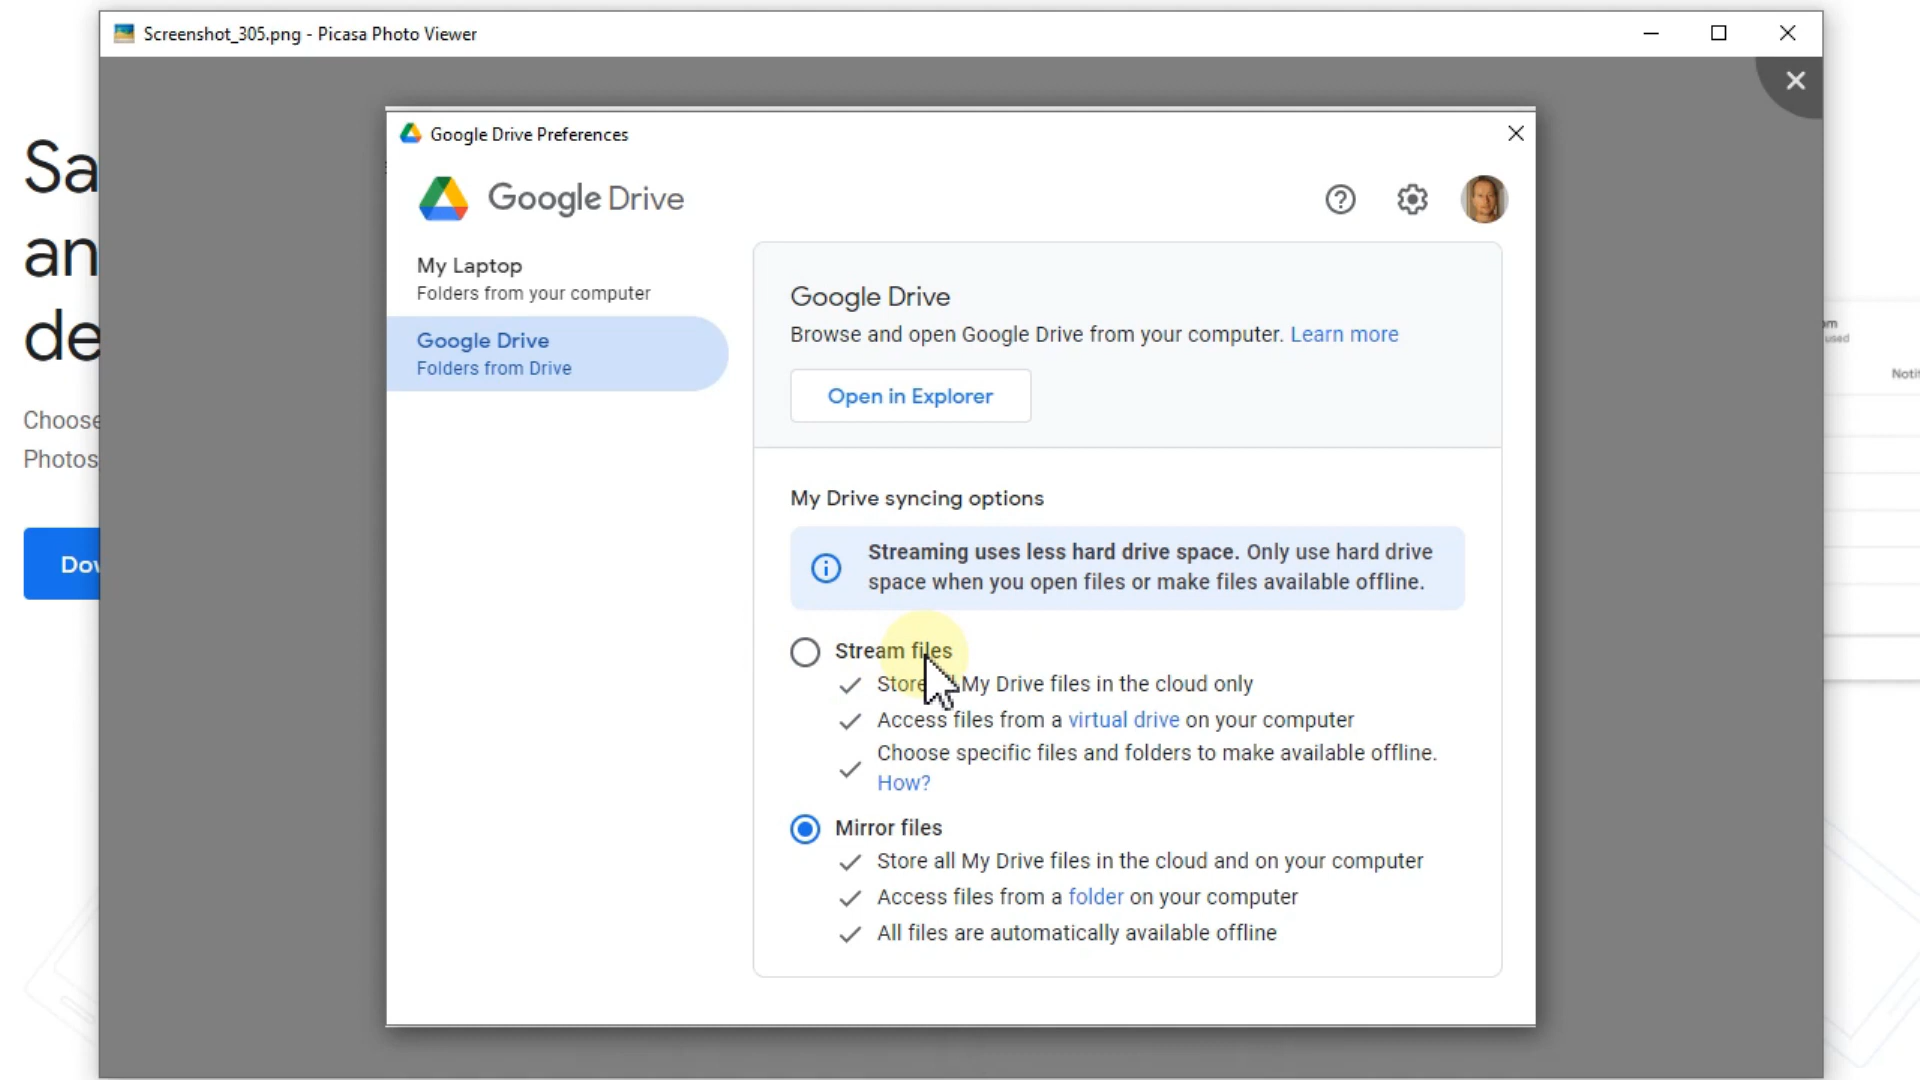 Screenshot_305.png - Picasa Photo Viewer
Google Drive Preferences
Google Drive
My Laptop
Folders from your computer
Google Drive
Folders from Drive
Google Drive
Browse and open Google Drive from your computer. Learn more
Open in Explorer
My Drive syncing options
Streaming uses less hard drive space. Only use hard drive
space when you open files or make files available offline.
Stream files
Store My Drive files in the cloud only
Access files from a virtual drive on your computer
Choose specific files and folders to make available offline.
How?
Mirror files
Store all My Drive files in the cloud and on your computer
Access files from a folder on your computer
All files are automatically available offline
Sa
an
de
Choose
Photos
Dow
used
Noti